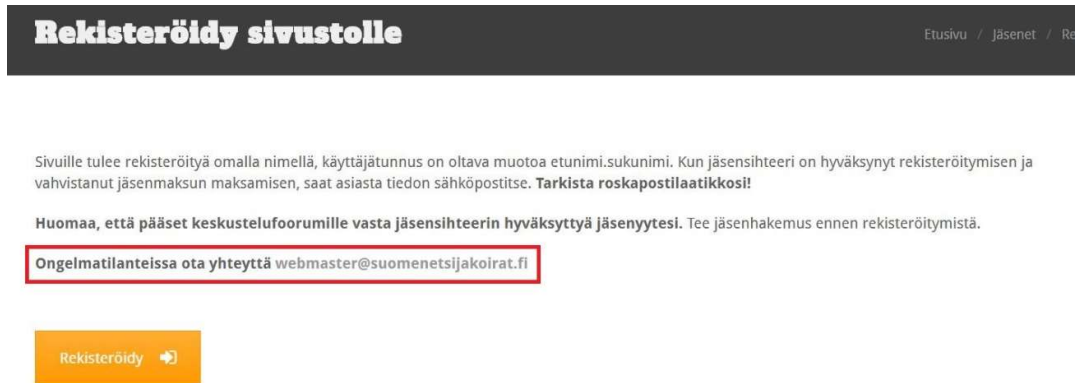 Rekisteröidy sivustolle
Etusivu / Jäsenet / Re
Sivuille tulee rekisteröityä omalla nimellä, käyttäjätunnus on oltava muotoa etunimi.sukunimi. Kun jäsensihteeri on hyväksynyt rekisteröitymisen ja
vahvistanut jäsenmaksun maksamisen, saat asiasta tiedon sähköpostitse. Tarkista roskapostilaatikkosi!
Huomaa, että pääset keskustelufoorumille vasta jäsensihteerin hyväksyttyä jäsenyytesi. Tee jäsenhakemus ennen rekisteröitymistä.
Ongelmatilanteissa ota yhteyttä webmaster@suomenetsijakoirat.fi
Rekisteröidy